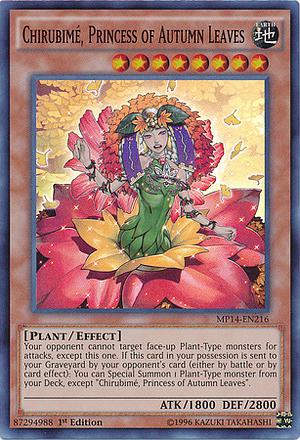 Chirubimé, Princess of Autumn Leaves
EARTH
地
MP14-EN216
[Plant/Effect]
Your opponent cannot target face-up Plant-Type monsters
for attacks, except this one. If this card in your possession is sent to
your Graveyard by your opponent's card (either by battle or by
card effect): You can Special Summon 1 Plant-Type monster from
your Deck, except "Chirubimé, Princess of Autumn Leaves".
ATK/1800 DEF/2800
87294988 1st Edition ©1996 KAZUKI TAKAHASHI